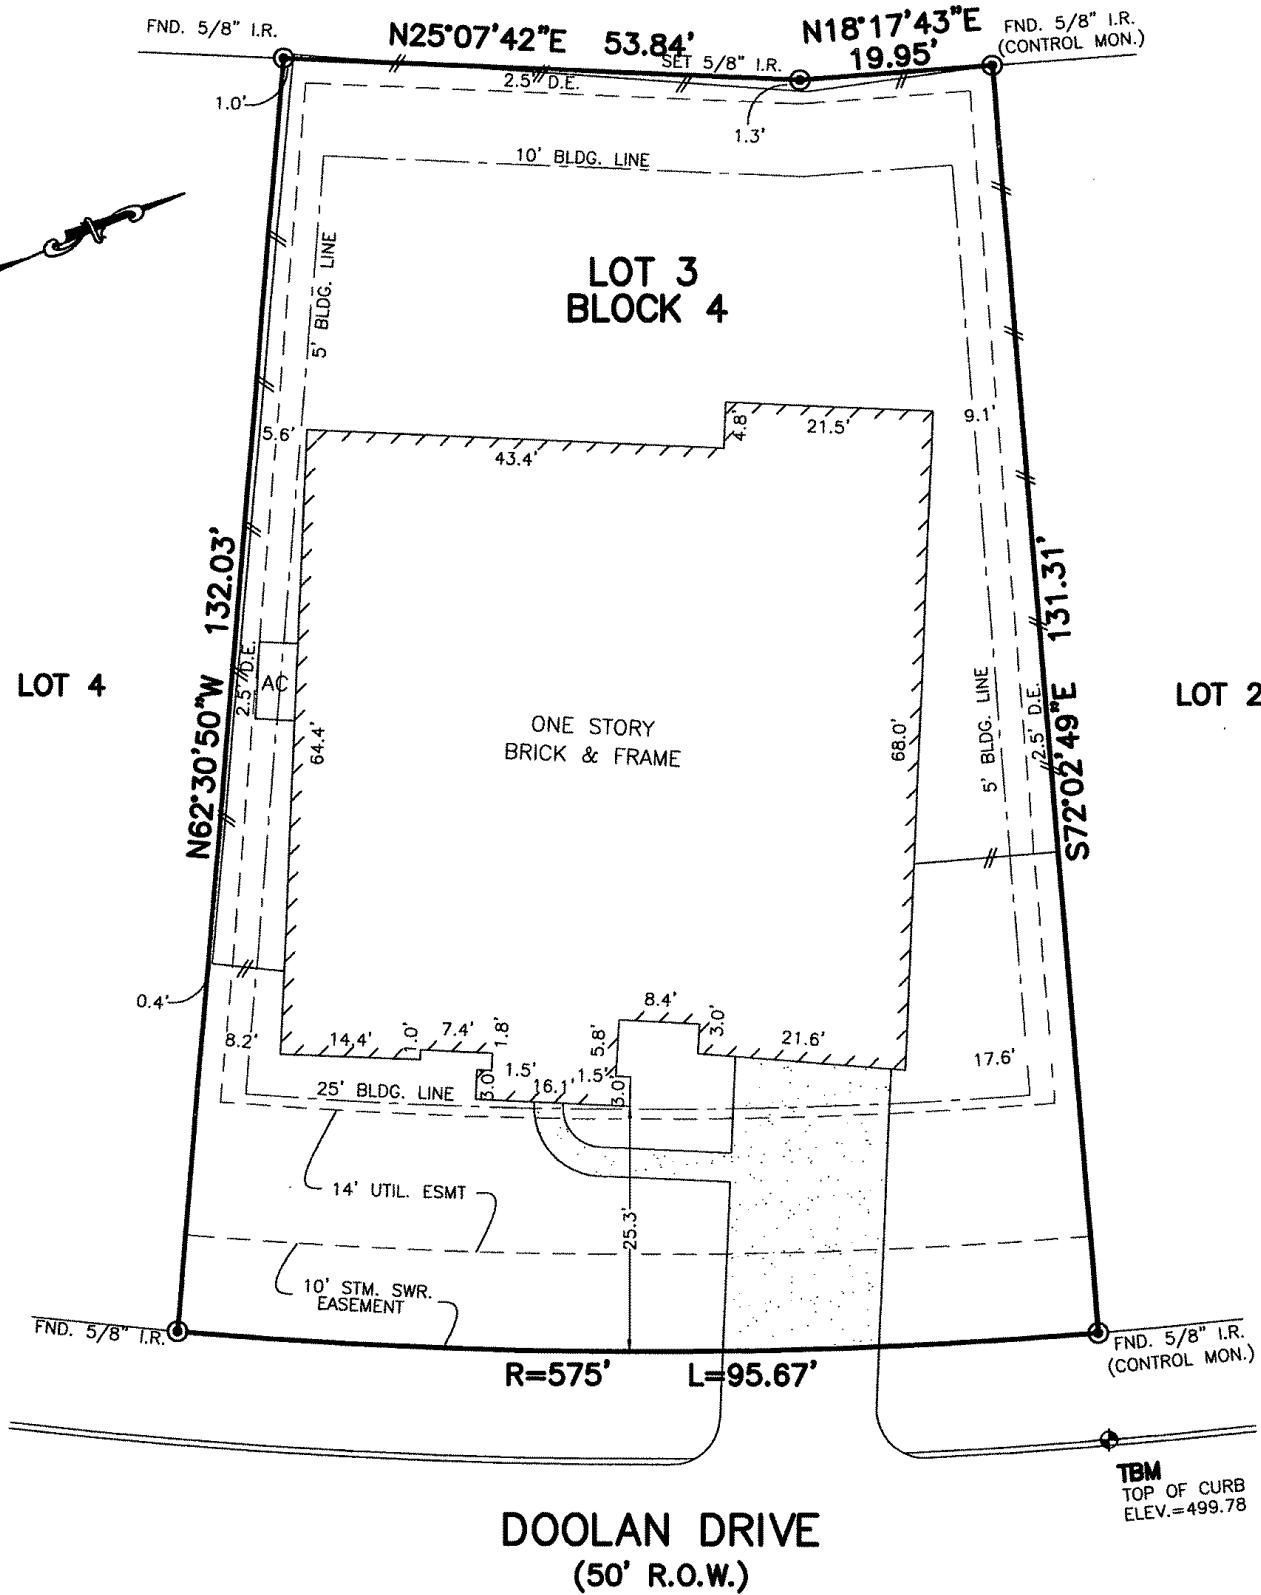 FND. 5/8" I.R.
N25°07'42"E 53.84'
SET 5/8" I.R.
N18°17'43"E
19.95'
FND. 5/8" I.R.
(CONTROL MON.)
1.0'
2.5' D.E.
1.3'
10' BLDG. LINE
5' BLDG. LINE
LOT 3
BLOCK 4
5.6'
43.4'
4.8'
21.5'
9.1'
N62°30'50"W 132.03'
S72°02'49"E 131.31'
LOT 4
2.5' D.E.
AC
64.4'
ONE STORY
BRICK & FRAME
68.0'
5' BLDG. LINE
2.5' D.E.
LOT 2
0.4'
8.2'
14.4'
1.0'
7.4'
1.8'
8.4'
5.8'
3.0'
21.6'
17.6'
25' BLDG. LINE
3.0'
1.5'
16.1'
1.5'
3.0'
14' UTIL. ESMT
25.3'
10' STM. SWR.
EASEMENT
FND. 5/8" I.R.
R=575' L=95.67'
FND. 5/8" I.R.
(CONTROL MON.)
TBM
TOP OF CURB
ELEV.=499.78
DOOLAN DRIVE
(50' R.O.W.)